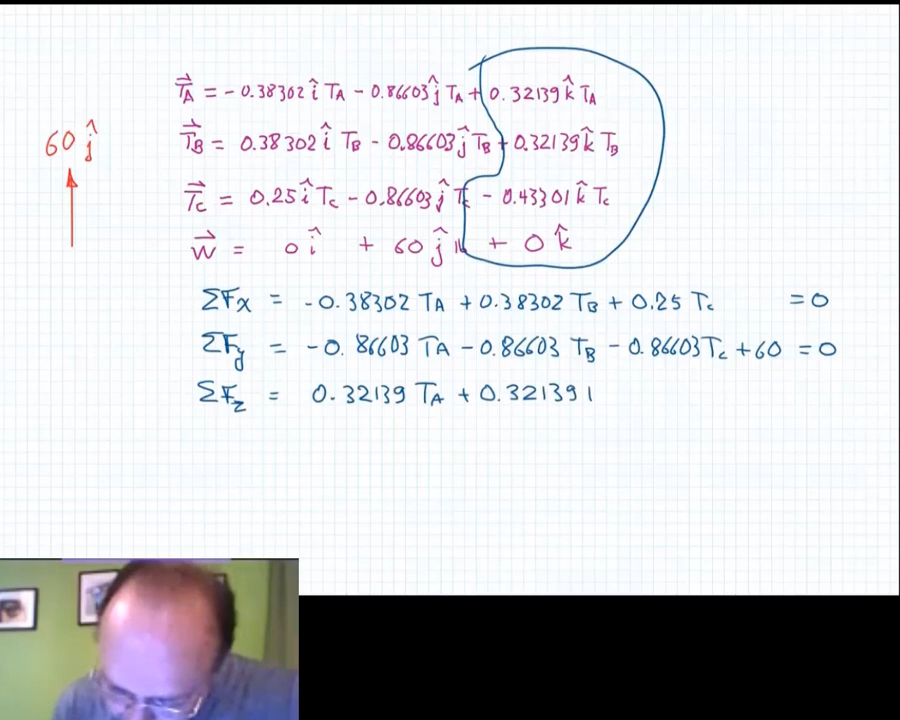 T⃗A = - 0.38302 î TA - 0.86603 ĵ TA + 0.32139 k̂ TA
60 ĵ
T⃗B = 0.38302 î TB - 0.86603 ĵ TB + 0.32139 k̂ TB
T⃗C = 0.25 î TC - 0.86603 ĵ TC - 0.43301 k̂ TC
W⃗ = 0 î + 60 ĵ lb + 0 k̂
ΣFx = -0.38302 TA + 0.38302 TB + 0.25 TC = 0
ΣFy = -0.86603 TA - 0.86603 TB - 0.86603 TC + 60 = 0
ΣFz = 0.32139 TA + 0.32139 l